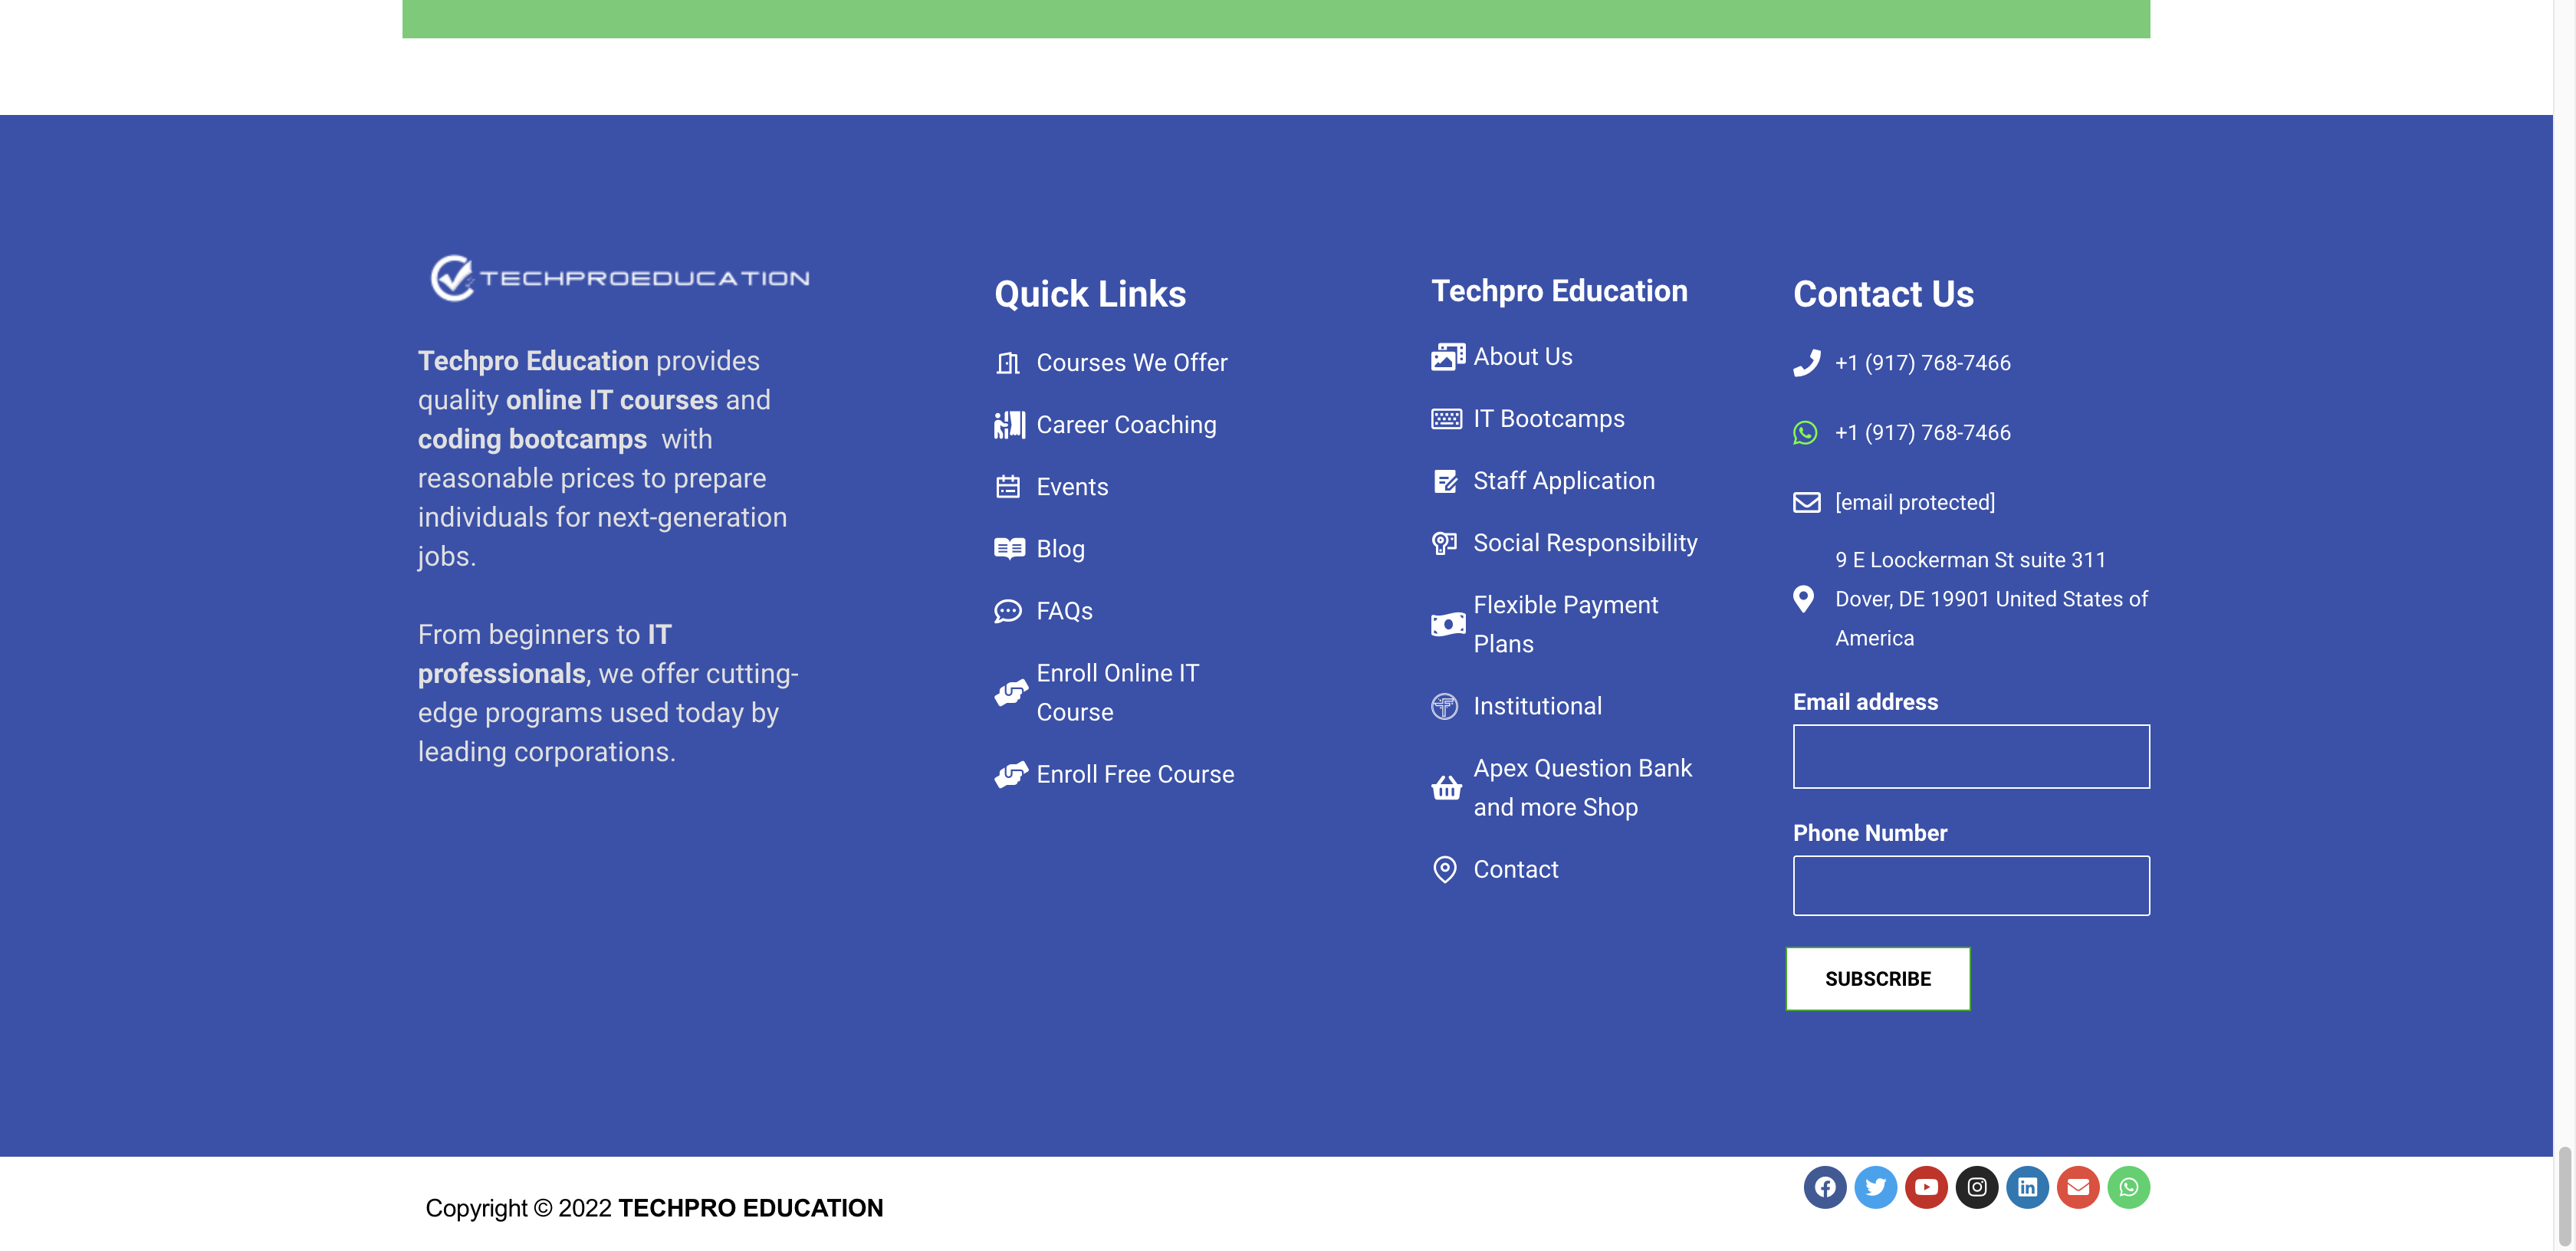 TECHPROEDUCATION
Techpro Education provides
quality online IT courses and
coding bootcamps with
reasonable prices to prepare
individuals for next-generation
jobs.
From beginners to IT
professionals, we offer cutting-
edge programs used today by
leading corporations.
Quick Links
Courses We Offer
Career Coaching
Events
Blog
FAQs
Enroll Online IT
Course
Enroll Free Course
Techpro Education
About Us
IT Bootcamps
Staff Application
Social Responsibility
Flexible Payment
Plans
Institutional
Apex Question Bank
and more Shop
Contact
Contact Us
+1 (917) 768-7466
+1 (917) 768-7466
[email protected]
9 E Loockerman St suite 311
Dover, DE 19901 United States of
America
Email address
Phone Number
SUBSCRIBE
Copyright © 2022 TECHPRO EDUCATION